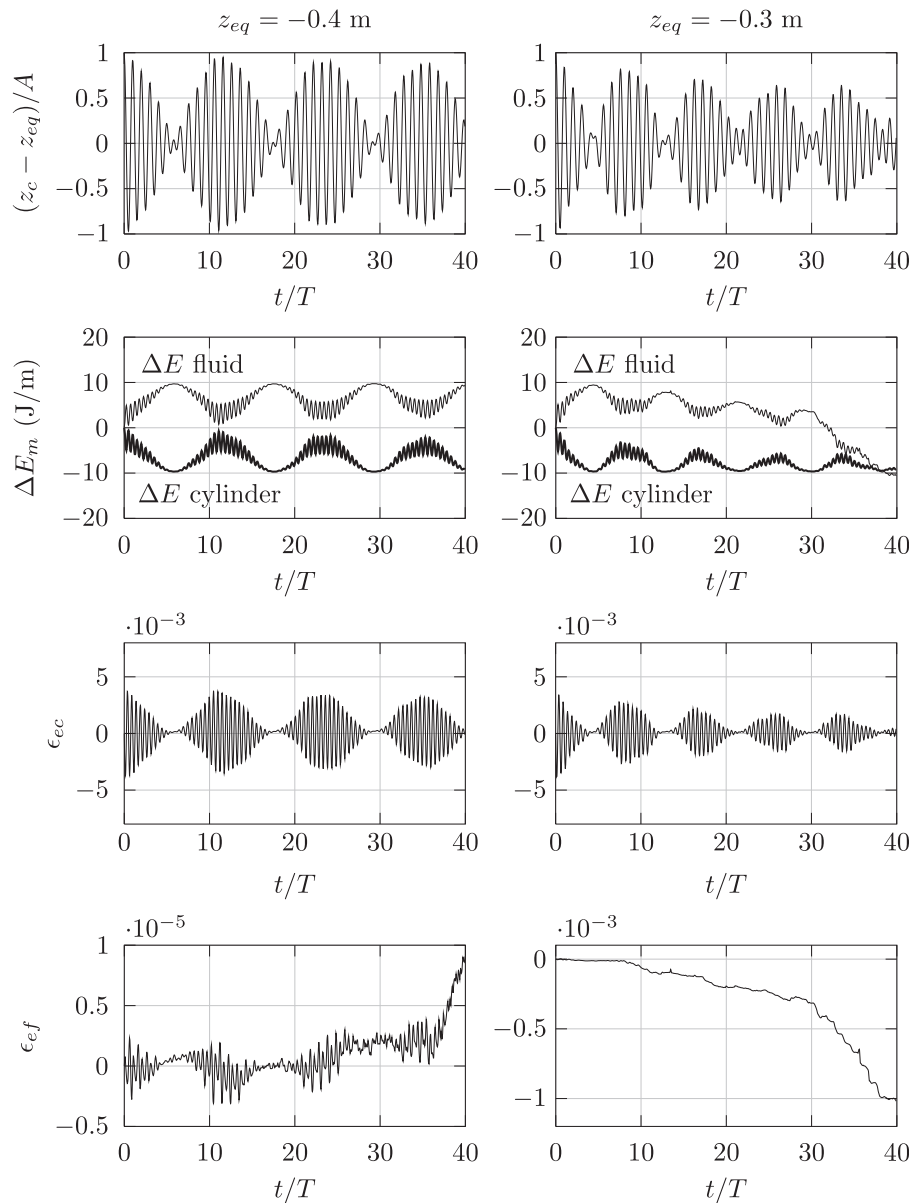 z_eq = −0.4 m
z_eq = −0.3 m
(z_c − z_eq)/A
1
0.5
0
−0.5
−1
0 10 20 30 40
t/T
1
0.5
0
−0.5
−1
0 10 20 30 40
t/T
ΔE_m (J/m)
20
10
0
−10
−20
ΔE fluid
ΔE cylinder
0 10 20 30 40
t/T
20
10
0
−10
−20
ΔE fluid
ΔE cylinder
0 10 20 30 40
t/T
ϵ_ec
·10^−3
5
0
−5
0 10 20 30 40
t/T
·10^−3
5
0
−5
0 10 20 30 40
t/T
ϵ_ef
·10^−5
1
0.5
0
−0.5
0 10 20 30 40
t/T
·10^−3
0
−0.5
−1
0 10 20 30 40
t/T